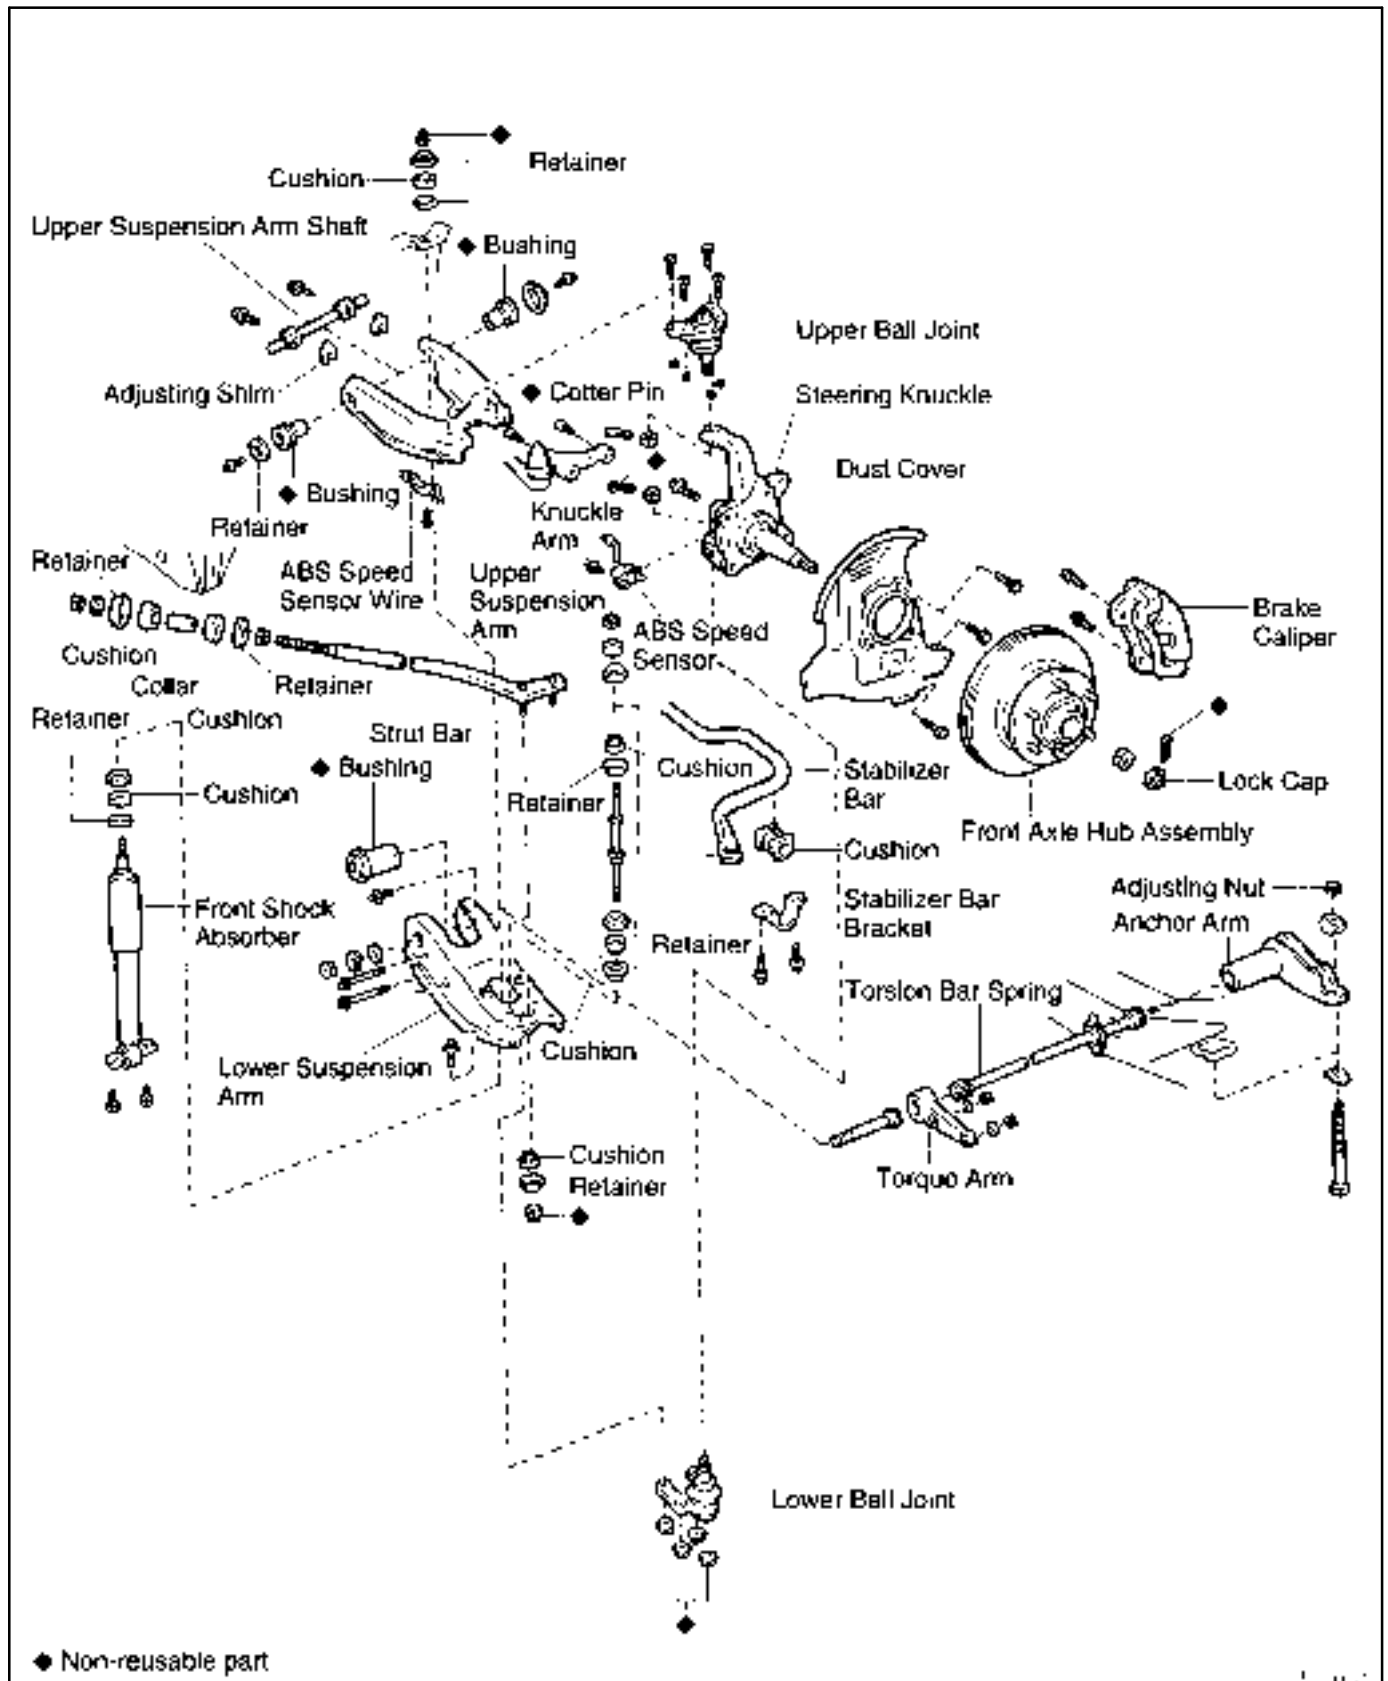 ◆
Retainer
Cushion
Upper Suspension Arm Shaft
◆ Bushing
Upper Ball Joint
Adjusting Shim
◆ Cotter Pin
Steering Knuckle
◆
Dust Cover
◆ Bushing
Retainer
Knuckle
Arm
Retainer
ABS Speed
Sensor Wire
Upper
Suspension
Arm
ABS Speed
Sensor
Brake
Caliper
Cushion
Collar
Retainer
Retainer
Cushion
Strut Bar
◆
◆ Bushing
Cushion
Cushion
Retainer
Stabilizer
Bar
Lock Cap
Front Axle Hub Assembly
Cushion
Adjusting Nut
Anchor Arm
Front Shock
Absorber
Stabilizer Bar
Bracket
Retainer
Torsion Bar Spring
Cushion
Lower Suspension
Arm
Cushion
Retainer
◆
Torque Arm
Lower Ball Joint
◆
◆ Non-reusable part